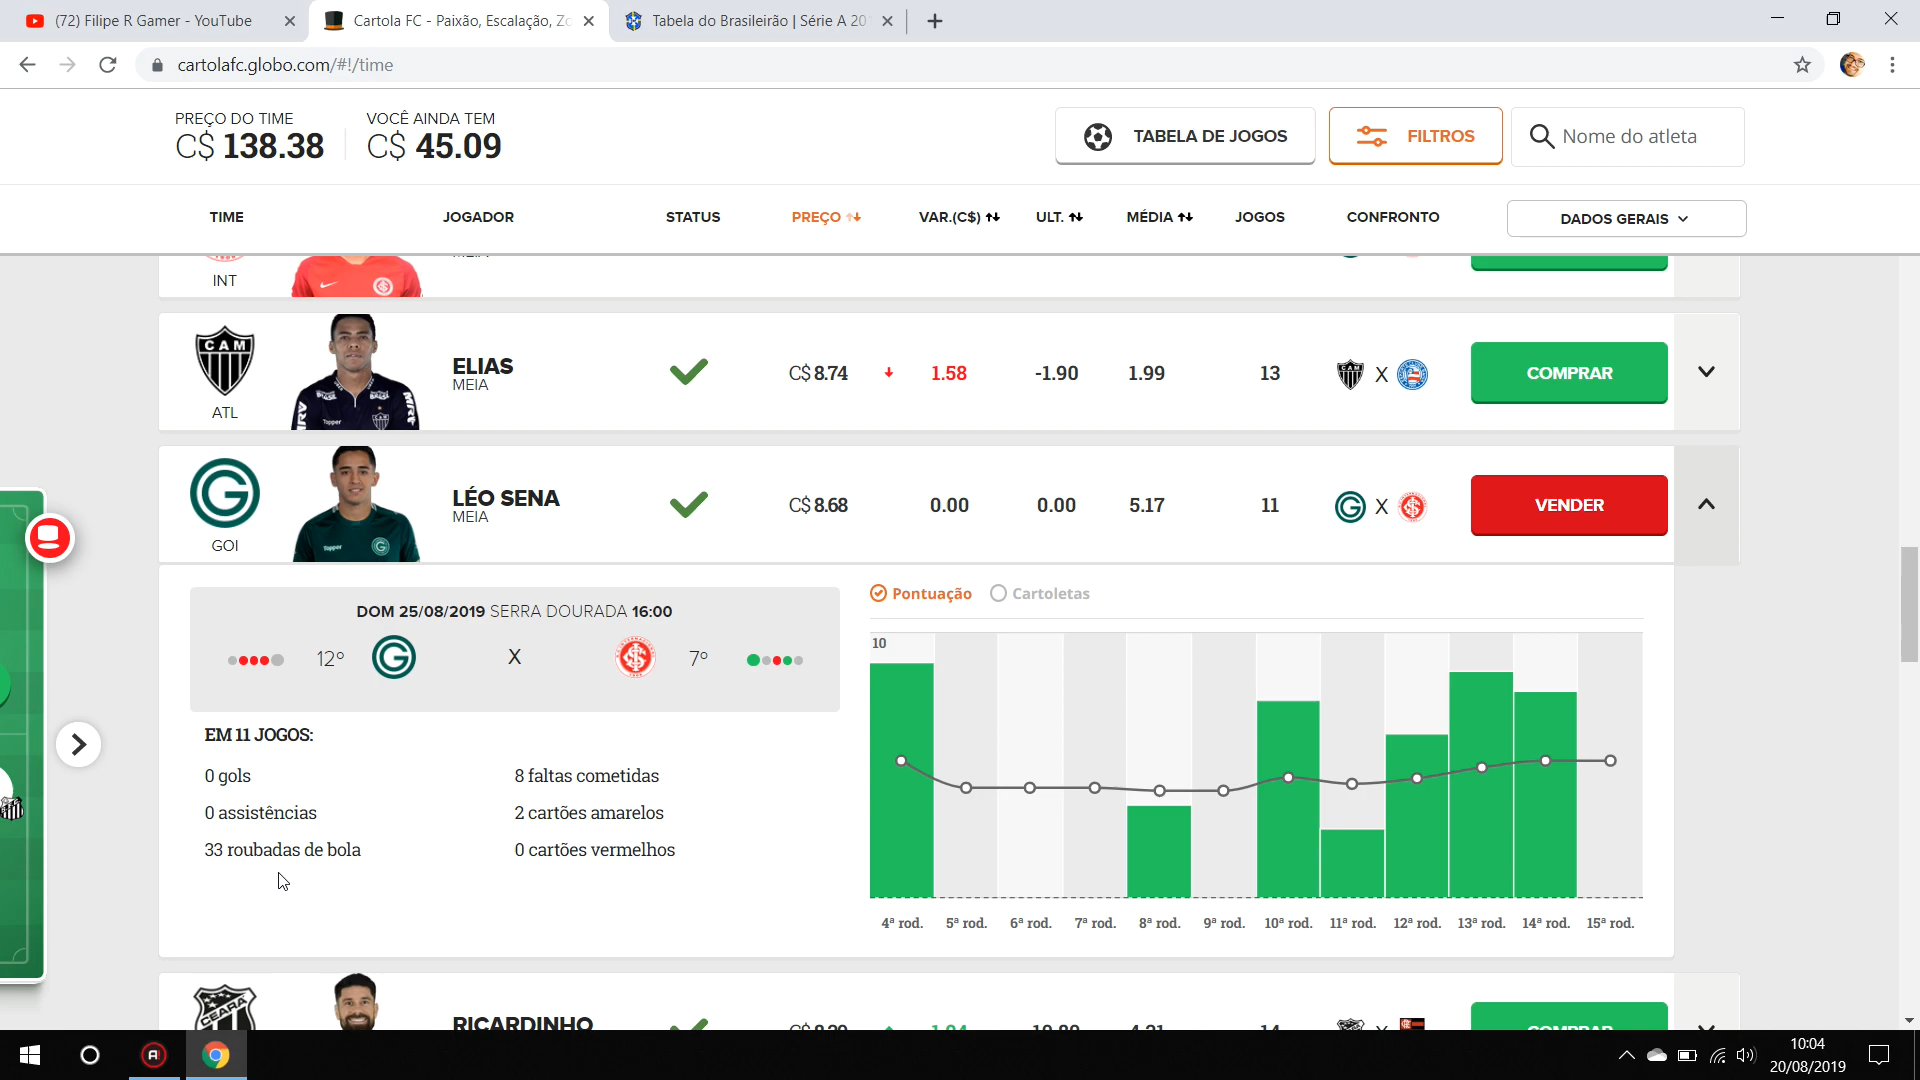 (72) Filipe R Gamer - YouTube
Cartola FC - Paixão, Escalação, Zo
Tabela do Brasileirão | Série A 20
cartolafc.globo.com/#!/time
PREÇO DO TIME
C$ 138.38
VOCÊ AINDA TEM
C$ 45.09
TABELA DE JOGOS
FILTROS
Nome do atleta
TIME JOGADOR STATUS PREÇO VAR.(C$) ULT. MÉDIA JOGOS CONFRONTO DADOS GERAIS
INT
CAM
ATL
ELIAS
MEIA
C$ 8.74 1.58 -1.90 1.99 13 X COMPRAR
G
GOI
LÉO SENA
MEIA
C$ 8.68 0.00 0.00 5.17 11 X VENDER
DOM 25/08/2019 SERRA DOURADA 16:00
12º X 7º
EM 11 JOGOS:
0 gols
0 assistências
33 roubadas de bola
8 faltas cometidas
2 cartões amarelos
0 cartões vermelhos
Pontuação Cartoletas
10
4ª rod. 5ª rod. 6ª rod. 7ª rod. 8ª rod. 9ª rod. 10ª rod. 11ª rod. 12ª rod. 13ª rod. 14ª rod. 15ª rod.
CEARÁ
RICARDINHO
10:04
20/08/2019